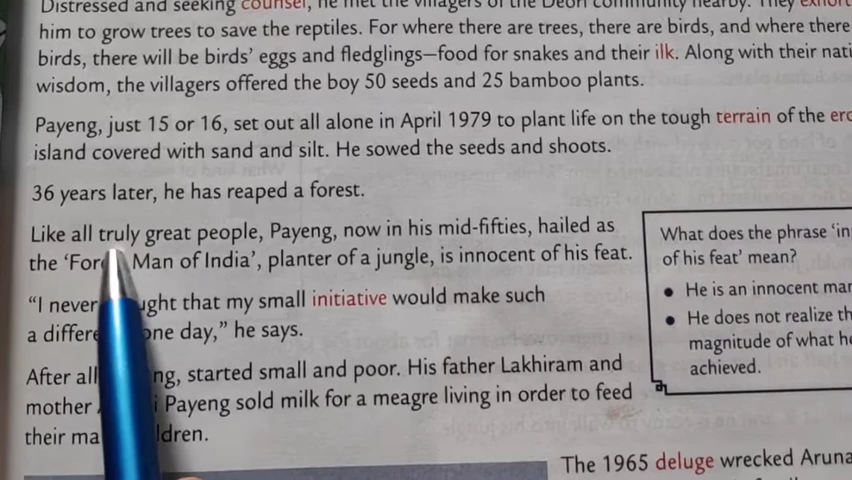 Distressed and seeking counsel, he met the villagers of the Deori community nearby. They exhort
him to grow trees to save the reptiles. For where there are trees, there are birds, and where there
birds, there will be birds' eggs and fledglings—food for snakes and their ilk. Along with their nati
wisdom, the villagers offered the boy 50 seeds and 25 bamboo plants.
Payeng, just 15 or 16, set out all alone in April 1979 to plant life on the tough terrain of the ero
island covered with sand and silt. He sowed the seeds and shoots.
36 years later, he has reaped a forest.
Like all truly great people, Payeng, now in his mid-fifties, hailed as
the 'Fore Man of India', planter of a jungle, is innocent of his feat.
"I never ught that my small initiative would make such
a differe one day," he says.
After all ng, started small and poor. His father Lakhiram and
mother i Payeng sold milk for a meagre living in order to feed
their ma ldren.
What does the phrase 'in
of his feat' mean?
• He is an innocent mar
• He does not realize th
magnitude of what he
achieved.
The 1965 deluge wrecked Aruna